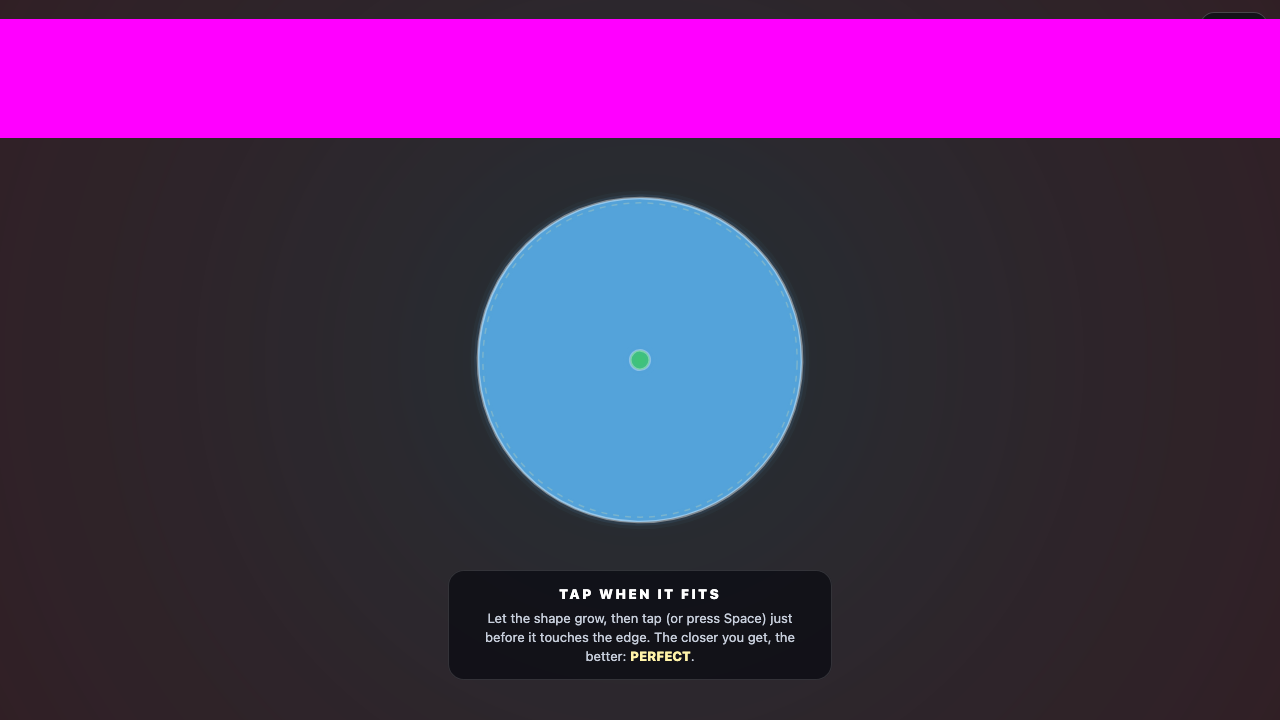 TAP WHEN IT FITS
Let the shape grow, then tap (or press Space) just
before it touches the edge. The closer you get, the
better: PERFECT.